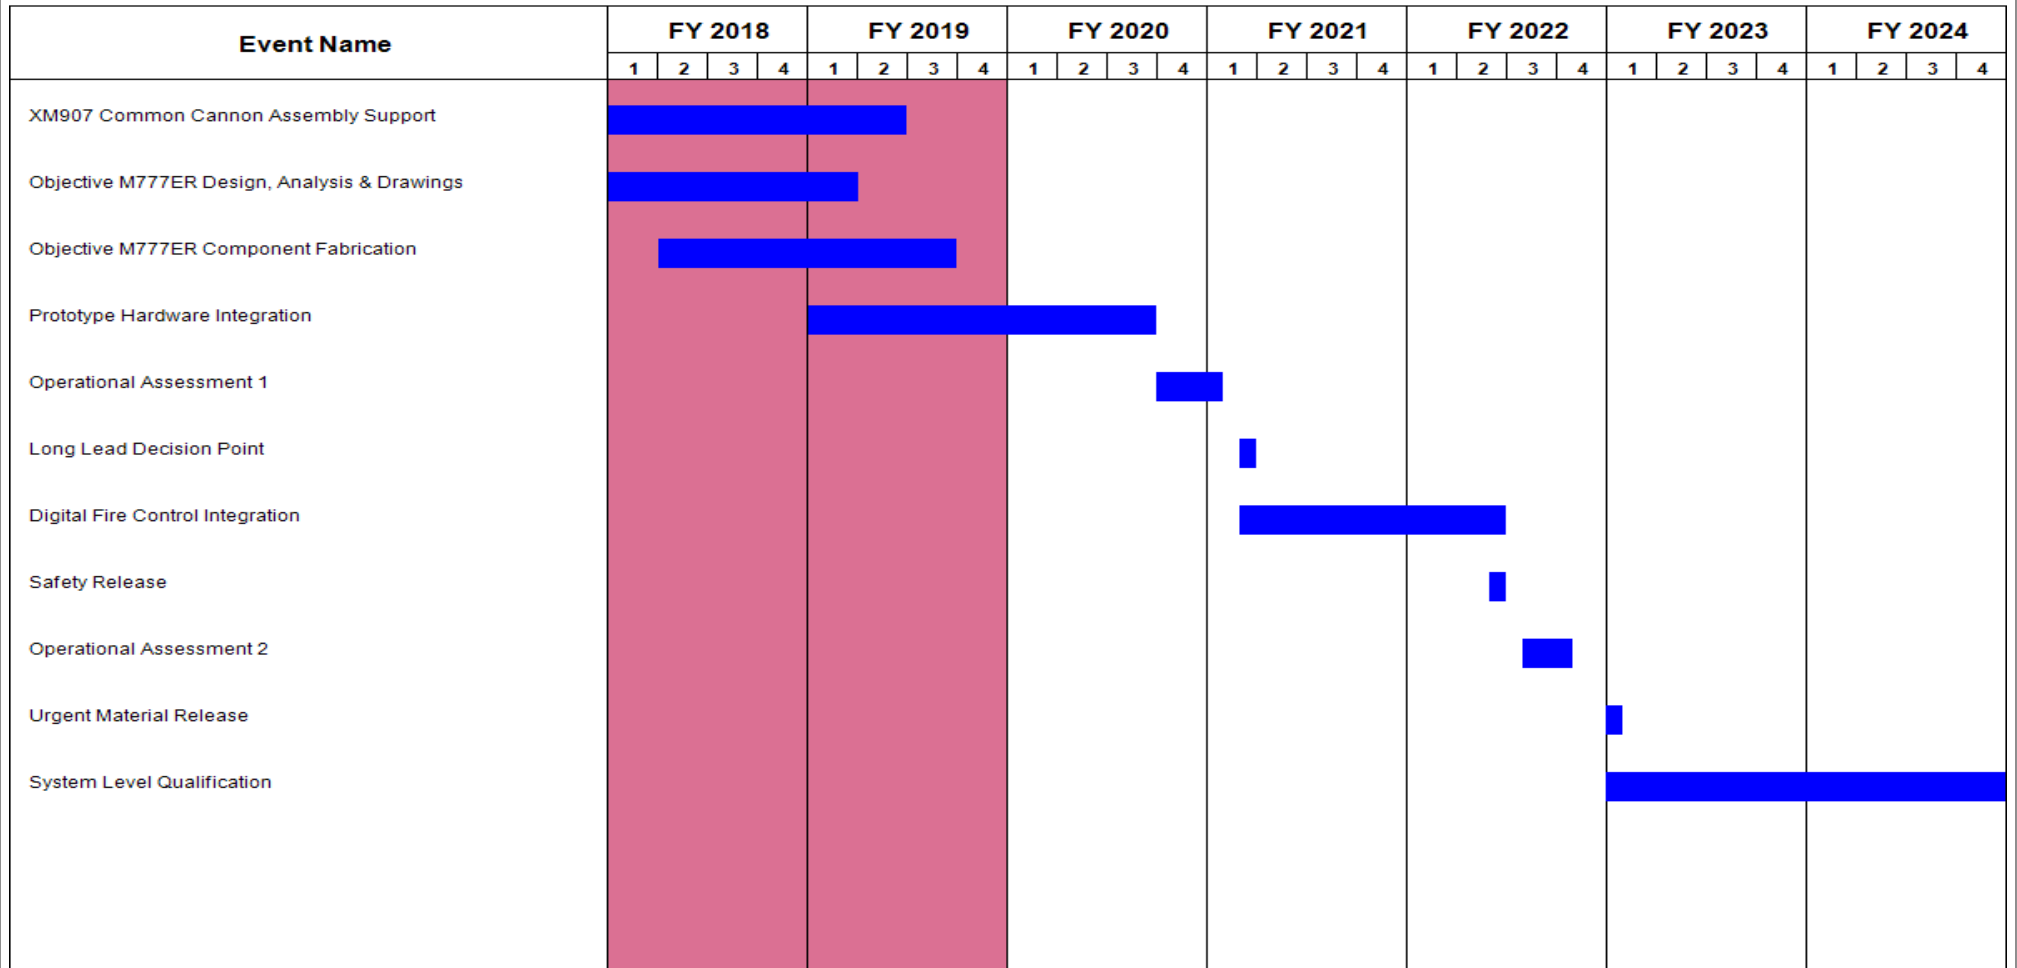 Event Name
FY 2018 FY 2019 FY 2020 FY 2021 FY 2022 FY 2023 FY 2024
1 2 3 4 1 2 3 4 1 2 3 4 1 2 3 4 1 2 3 4 1 2 3 4 1 2 3 4
XM907 Common Cannon Assembly Support
Objective M777ER Design, Analysis & Drawings
Objective M777ER Component Fabrication
Prototype Hardware Integration
Operational Assessment 1
Long Lead Decision Point
Digital Fire Control Integration
Safety Release
Operational Assessment 2
Urgent Material Release
System Level Qualification